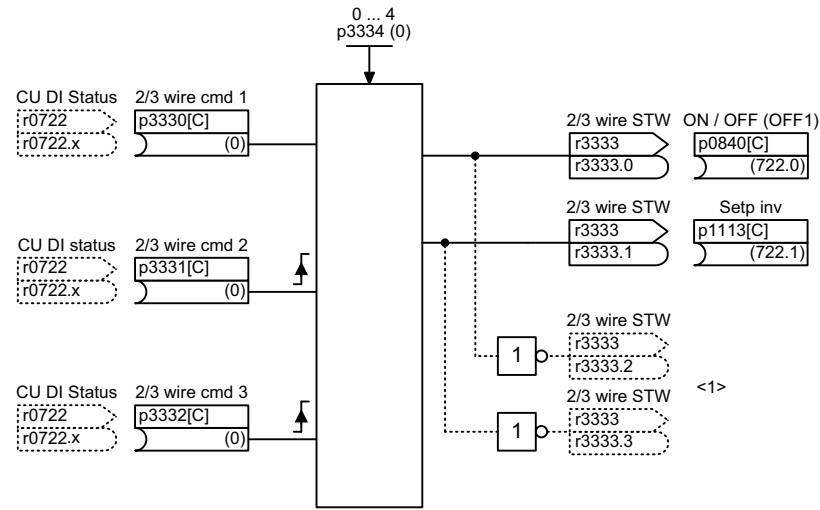 0 ... 4
p3334 (0)
CU DI Status
2/3 wire cmd 1
r0722
p3330[C]
r0722.x
(0)
2/3 wire STW
ON / OFF (OFF1)
r3333
p0840[C]
r3333.0
(722.0)
2/3 wire STW
Setp inv
r3333
p1113[C]
r3333.1
(722.1)
CU DI status
2/3 wire cmd 2
r0722
p3331[C]
r0722.x
(0)
2/3 wire STW
1
r3333
r3333.2
<1>
CU DI Status
2/3 wire cmd 3
r0722
p3332[C]
r0722.x
(0)
2/3 wire STW
1
r3333
r3333.3